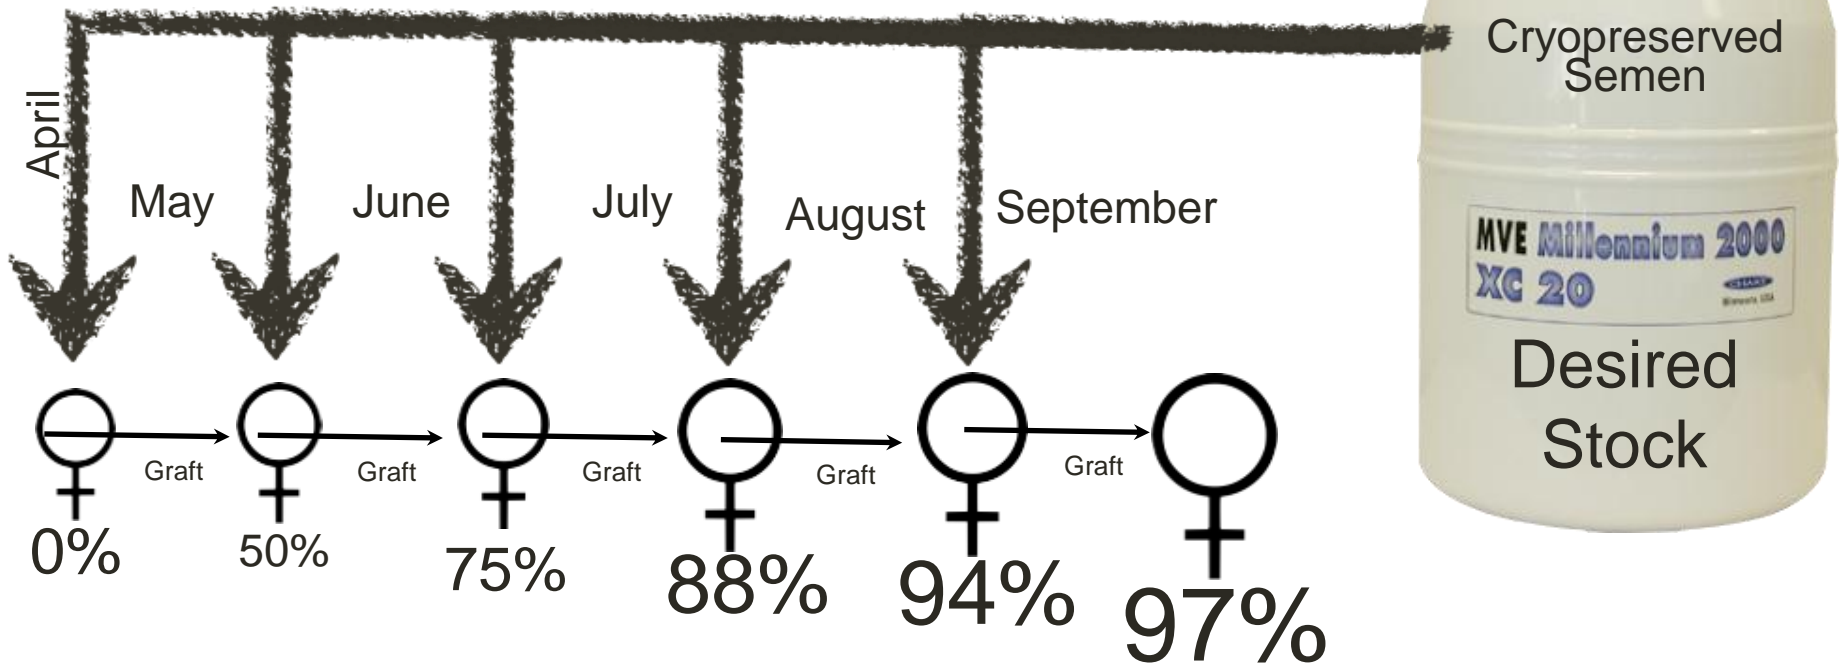 Cryopreserved
Semen
April
May
June
July
August
September
MVE Millennium 2000
XC 20
CHART
Desired
Stock
Graft
Graft
Graft
Graft
Graft
0%
50%
75%
88%
94%
97%